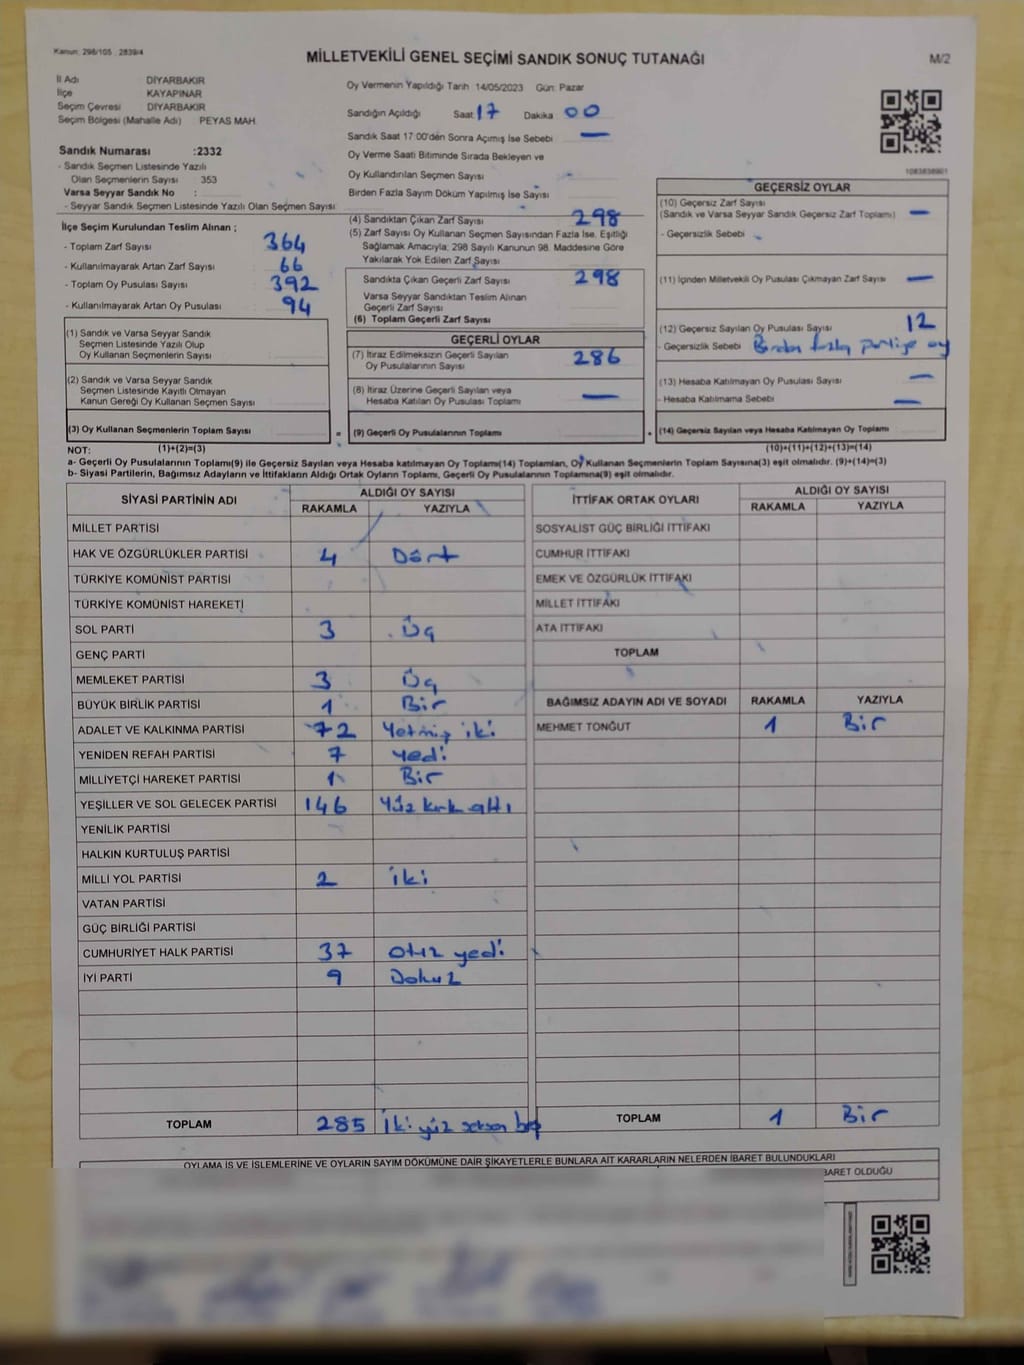 Kanun: 298/105 2839/4
MİLLETVEKİLİ GENEL SEÇİMİ SANDIK SONUÇ TUTANAĞI
M/2
İl Adı DİYARBAKIR
İlçe KAYAPINAR
Seçim Çevresi DİYARBAKIR
Seçim Bölgesi (Mahalle Adı) PEYAS MAH.
Sandık Numarası :2332
- Sandık Seçmen Listesinde Yazılı
Olan Seçmenlerin Sayısı 353
Varsa Seyyar Sandık No :
- Seyyar Sandık Seçmen Listesinde Yazılı Olan Seçmen Sayısı
Oy Vermenin Yapıldığı Tarih 14/05/2023 Gün: Pazar
Sandığın Açıldığı Saat 17 Dakika 00
Sandık Saat 17:00'den Sonra Açımış İse Sebebi —
Oy Verme Saati Bitiminde Sırada Bekleyen ve
Oy Kullandırılan Seçmen Sayısı
Birden Fazla Sayım Döküm Yapılmış İse Sayısı
1083838901
İlçe Seçim Kurulundan Teslim Alınan ;
- Toplam Zarf Sayısı 364
- Kullanılmayarak Artan Zarf Sayısı 66
- Toplam Oy Pusulası Sayısı 392
- Kullanılmayarak Artan Oy Pusulası 94
(1) Sandık ve Varsa Seyyar Sandık
Seçmen Listesinde Yazılı Olup
Oy Kullanan Seçmenlerin Sayısı
(2) Sandık ve Varsa Seyyar Sandık
Seçmen Listesinde Kayıtlı Olmayan
Kanun Gereği Oy Kullanan Seçmen Sayısı
(3) Oy Kullanan Seçmenlerin Toplam Sayısı
(4) Sandıktan Çıkan Zarf Sayısı 298
(5) Zarf Sayısı Oy Kullanan Seçmen Sayısından Fazla İse, Eşitliği
Sağlamak Amacıyla; 298 Sayılı Kanunun 98. Maddesine Göre
Yakılarak Yok Edilen Zarf Sayısı
Sandıkta Çıkan Geçerli Zarf Sayısı 298
Varsa Seyyar Sandıktan Teslim Alınan
Geçerli Zarf Sayısı
(6) Toplam Geçerli Zarf Sayısı
GEÇERLİ OYLAR
(7) İtiraz Edilmeksizin Geçerli Sayılan
Oy Pusulalarının Sayısı 286
(8) İtiraz Üzerine Geçerli Sayılan veya
Hesaba Katılan Oy Pusulası Toplamı —
= (9) Geçerli Oy Pusulalarının Toplamı
GEÇERSİZ OYLAR
(10) Geçersiz Zarf Sayısı
(Sandık ve Varsa Seyyar Sandık Geçersiz Zarf Toplamı) —
- Geçersizlik Sebebi
(11) İçinden Milletvekili Oy Pusulası Çıkmayan Zarf Sayısı —
(12) Geçersiz Sayılan Oy Pusulası Sayısı 12
- Geçersizlik Sebebi Birden fazla partiye oy
(13) Hesaba Katılmayan Oy Pusulası Sayısı —
- Hesaba Katılmama Sebebi —
(14) Geçersiz Sayılan veya Hesaba Katılmayan Oy Toplamı
NOT: (1)+(2)=(3) (10)+(11)+(12)+(13)=(14)
a- Geçerli Oy Pusulalarının Toplamı(9) ile Geçersiz Sayılan veya Hesaba katılmayan Oy Toplamı(14) Toplamları, Oy Kullanan Seçmenlerin Toplam Sayısına(3) eşit olmalıdır. (9)+(14)=(3)
b- Siyasi Partilerin, Bağımsız Adayların ve İttifakların Aldığı Ortak Oyların Toplamı, Geçerli Oy Pusulalarının Toplamına(9) eşit olmalıdır.
SİYASİ PARTİNİN ADI ALDIĞI OY SAYISI
RAKAMLA YAZIYLA
MİLLET PARTİSİ
HAK VE ÖZGÜRLÜKLER PARTİSİ 4 Dört
TÜRKİYE KOMÜNİST PARTİSİ
TÜRKİYE KOMÜNİST HAREKETİ
SOL PARTİ 3 Üç
GENÇ PARTİ
MEMLEKET PARTİSİ 3 Üç
BÜYÜK BİRLİK PARTİSİ 1 Bir
ADALET VE KALKINMA PARTİSİ 72 Yetmiş iki
YENİDEN REFAH PARTİSİ 7 Yedi
MİLLİYETÇİ HAREKET PARTİSİ 1 Bir
YEŞİLLER VE SOL GELECEK PARTİSİ 146 Yüz kırk altı
YENİLİK PARTİSİ
HALKIN KURTULUŞ PARTİSİ
MİLLİ YOL PARTİSİ 2 İki
VATAN PARTİSİ
GÜÇ BİRLİĞİ PARTİSİ
CUMHURİYET HALK PARTİSİ 37 Otuz yedi
İYİ PARTİ 9 Dokuz
TOPLAM 285 İki yüz seksen beş
İTTİFAK ORTAK OYLARI ALDIĞI OY SAYISI
RAKAMLA YAZIYLA
SOSYALİST GÜÇ BİRLİĞİ İTTİFAKI
CUMHUR İTTİFAKI
EMEK VE ÖZGÜRLÜK İTTİFAKI
MİLLET İTTİFAKI
ATA İTTİFAKI
TOPLAM
BAĞIMSIZ ADAYIN ADI VE SOYADI RAKAMLA YAZIYLA
MEHMET TONĞUT 1 Bir
TOPLAM 1 Bir
OYLAMA İŞ VE İŞLEMLERİNE VE OYLARIN SAYIM DÖKÜMÜNE DAİR ŞİKAYETLERLE BUNLARA AİT KARARLARIN NELERDEN İBARET BULUNDUKLARI
BARET OLDUĞU